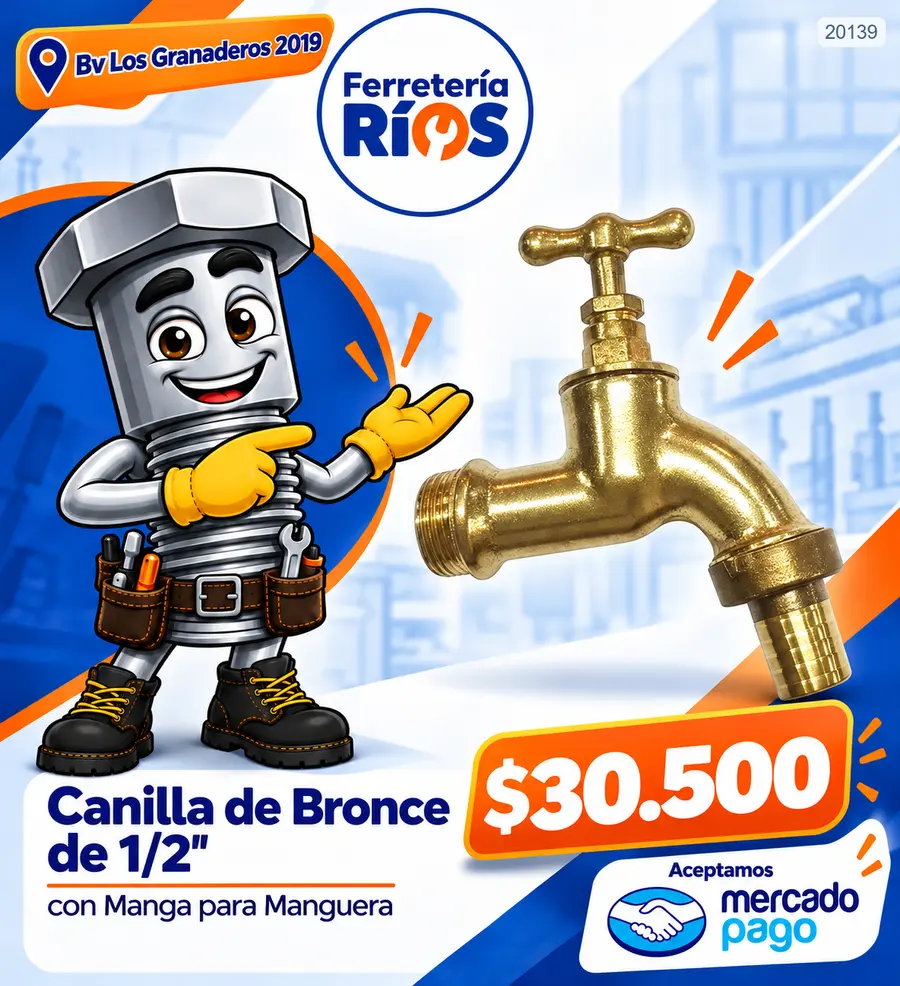 Bv Los Granaderos 2019
Ferretería
RÍOS
20139
$30.500
Canilla de Bronce
de 1/2"
con Manga para Manguera
Aceptamos
mercado
pago